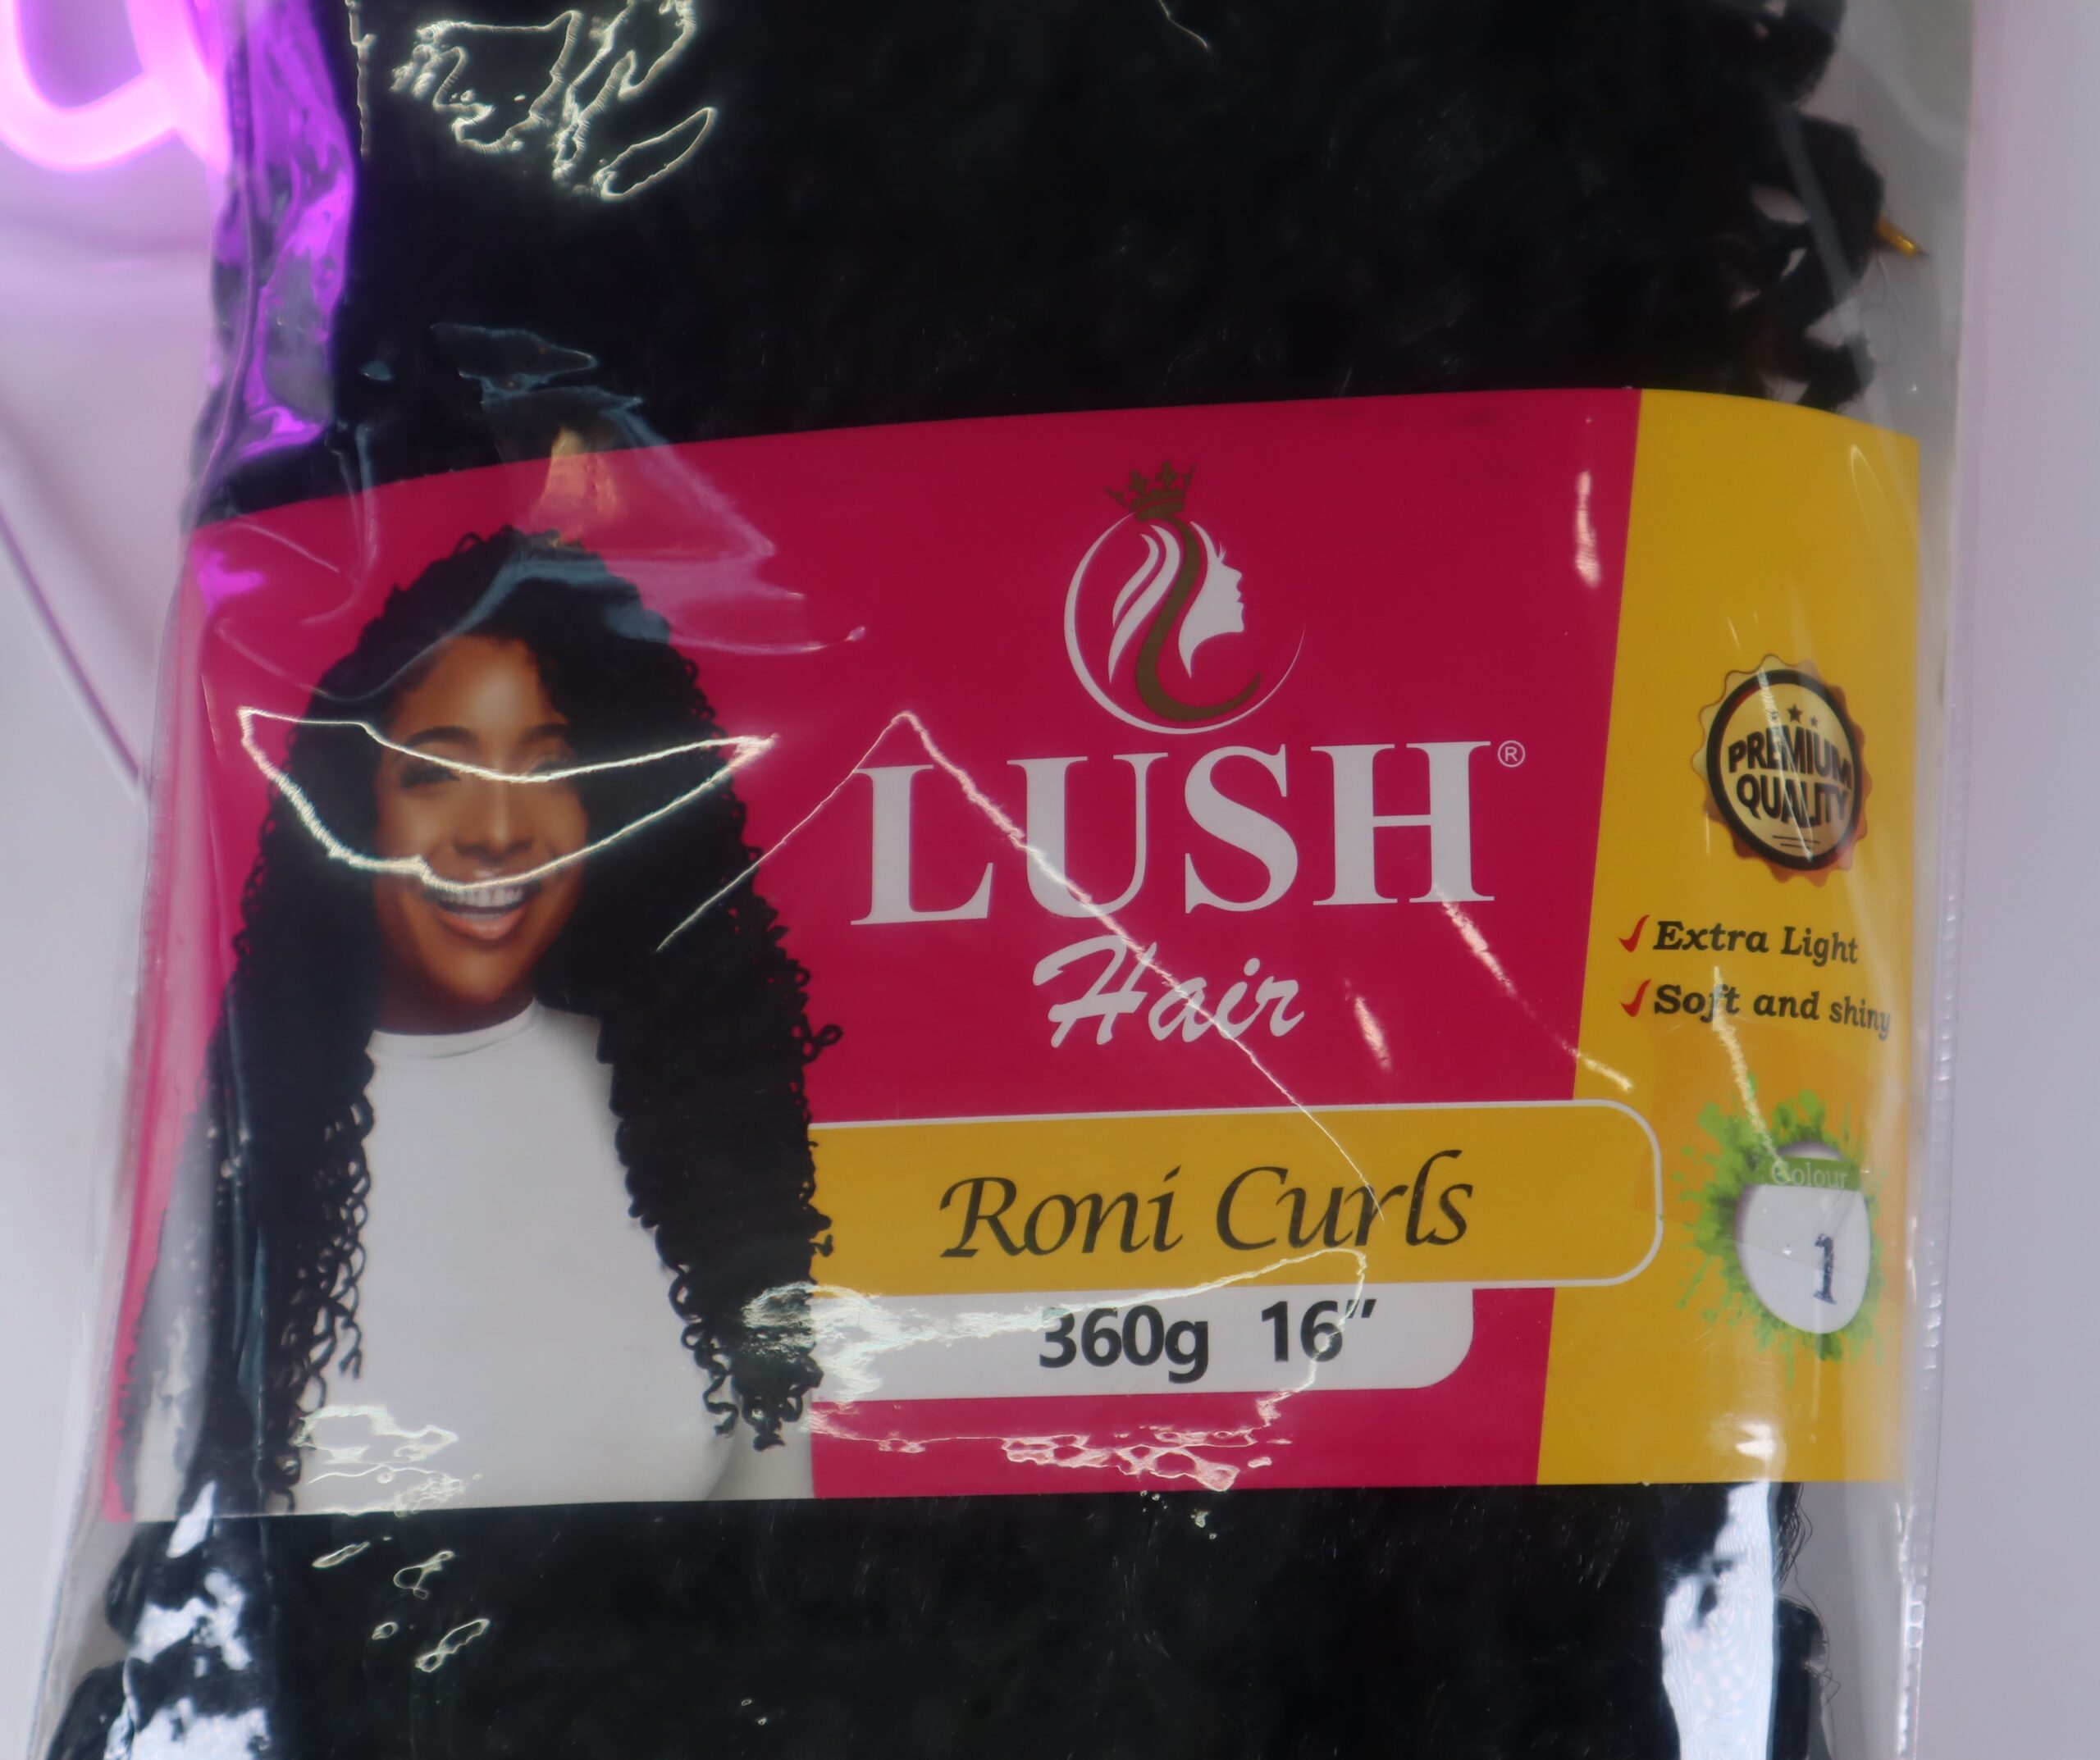 LUSH®
Hair
Roni Curls
360g 16”
PREMIUM
QUALITY
Extra Light
Soft and shiny
Colour
1